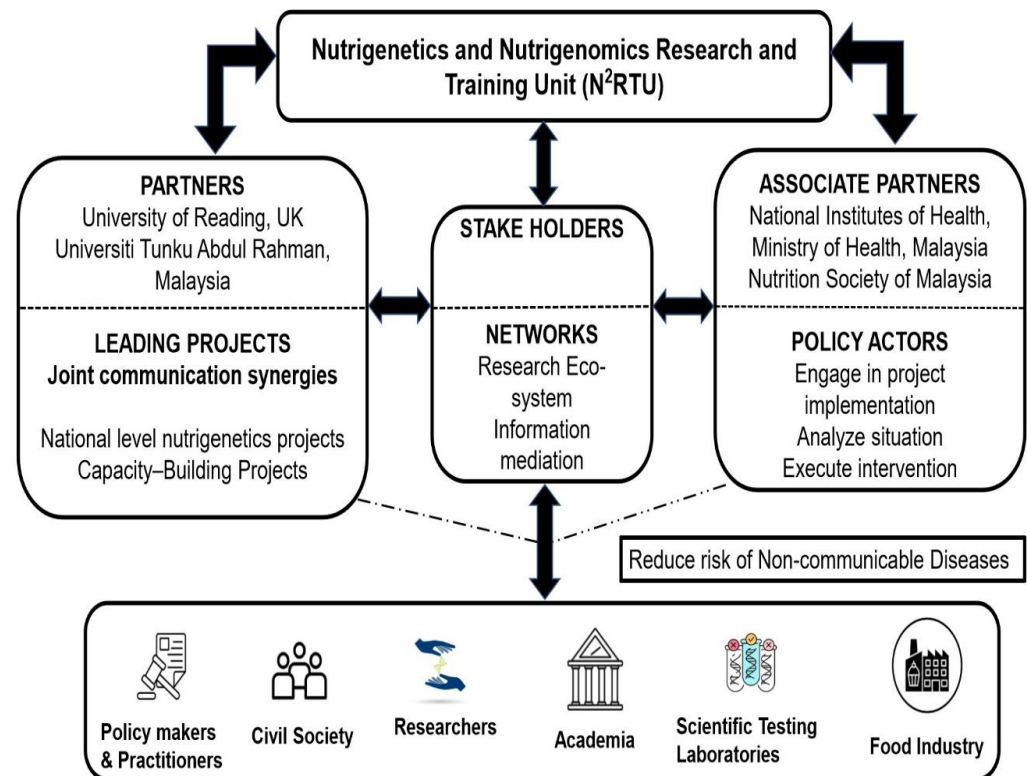 Nutrigenetics and Nutrigenomics Research and
Training Unit (N²RTU)
PARTNERS
University of Reading, UK
Universiti Tunku Abdul Rahman,
Malaysia
LEADING PROJECTS
Joint communication synergies
National level nutrigenetics projects
Capacity–Building Projects
STAKE HOLDERS
NETWORKS
Research Eco-
system
Information
mediation
ASSOCIATE PARTNERS
National Institutes of Health,
Ministry of Health, Malaysia
Nutrition Society of Malaysia
POLICY ACTORS
Engage in project
implementation
Analyze situation
Execute intervention
Reduce risk of Non-communicable Diseases
Policy makers
& Practitioners
Civil Society
Researchers
Academia
Scientific Testing
Laboratories
Food Industry